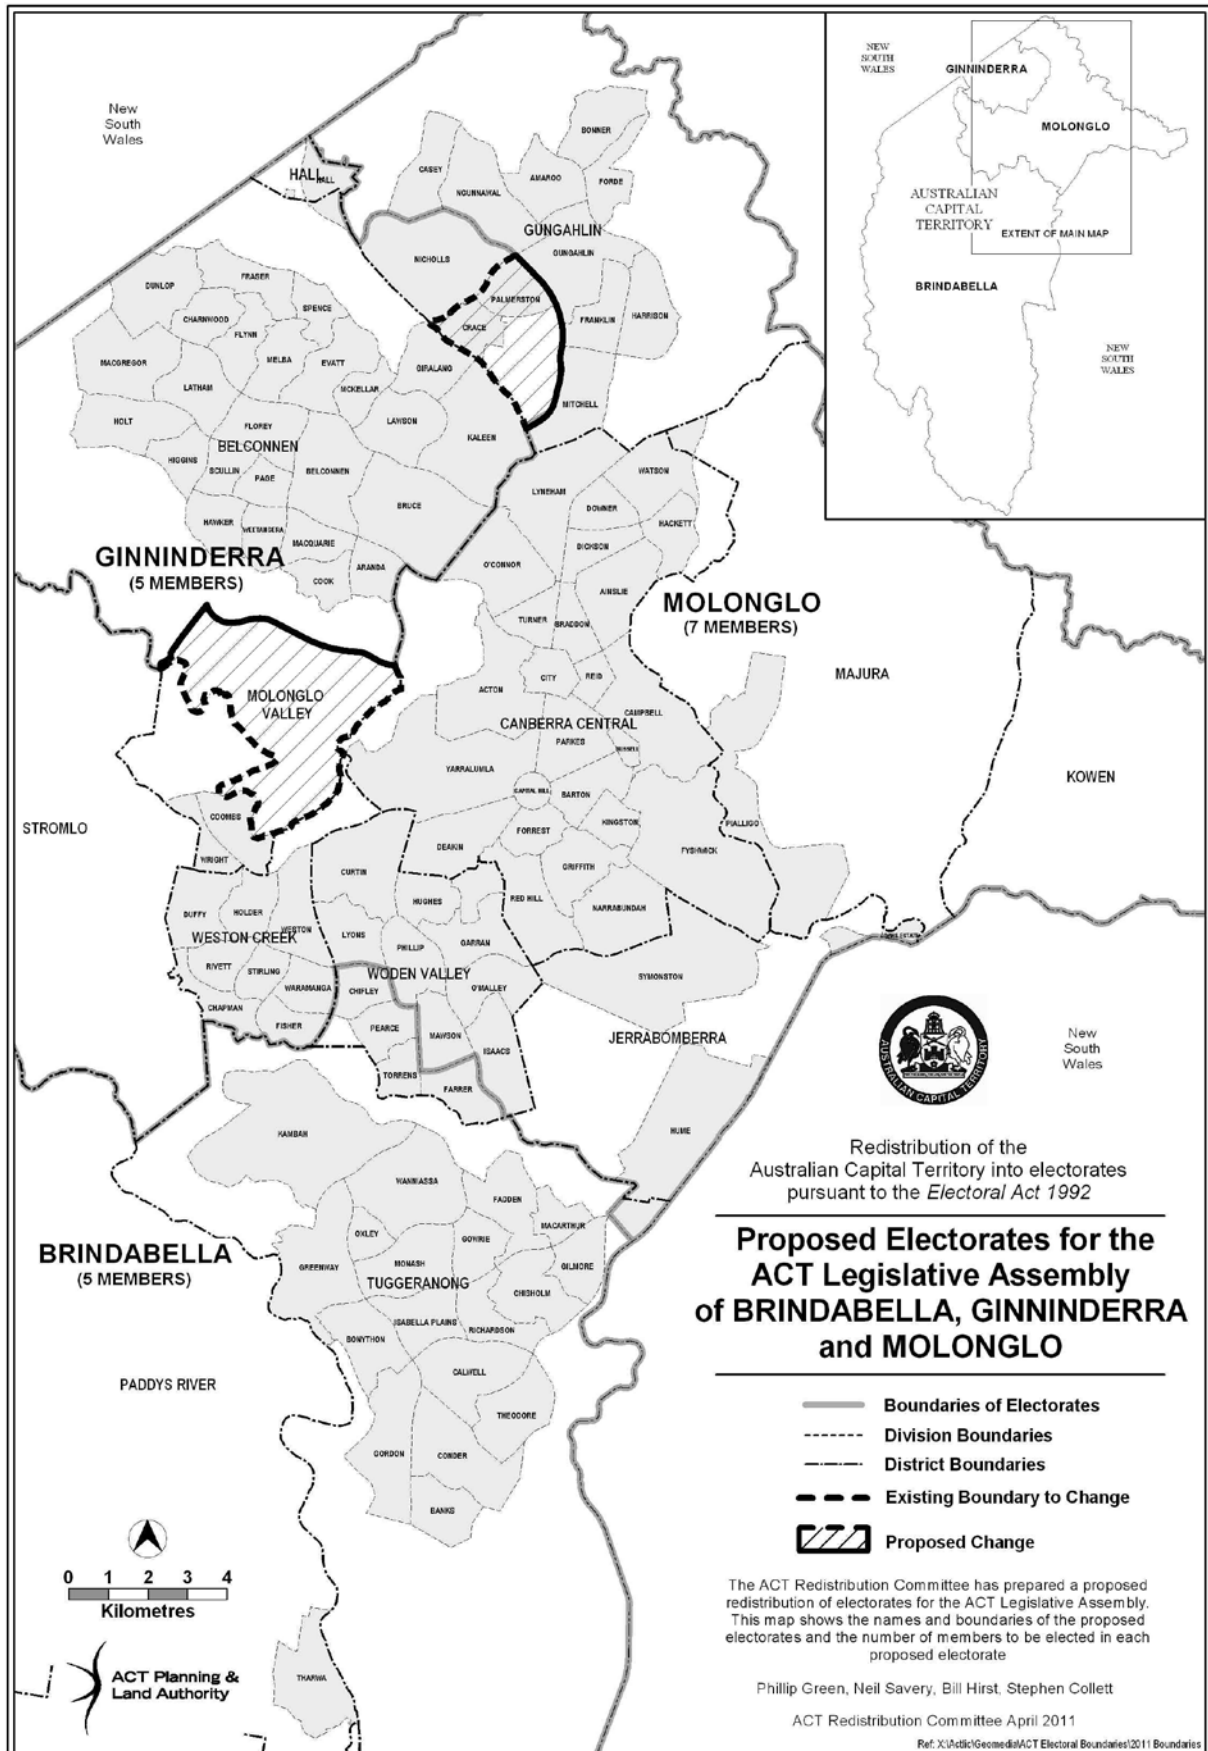 New
South
Wales
NEW
SOUTH
WALES
GINNINDERRA
MOLONGLO
AUSTRALIAN
CAPITAL
TERRITORY
EXTENT OF MAIN MAP
BRINDABELLA
NEW
SOUTH
WALES
BONNER
HALL
HALL
CASEY
NGUNNAWAL
AMAROO
FORDE
GUNGAHLIN
GUNGAHLIN
NICHOLLS
PALMERSTON
CRACE
FRANKLIN
HARRISON
MITCHELL
DUNLOP
FRASER
SPENCE
CHARNWOOD
FLYNN
MACGREGOR
MELBA
EVATT
GIRALANG
MCKELLAR
LATHAM
LAWSON
HOLT
FLOREY
BELCONNEN
KALEEN
HIGGINS
SCULLIN
PAGE
BELCONNEN
BRUCE
HAWKER
WEETANGERA
MACQUARIE
COOK
ARANDA
GINNINDERRA
(5 MEMBERS)
LYNEHAM
WATSON
DOWNER
HACKETT
DICKSON
O'CONNOR
AINSLIE
TURNER
BRADDON
MOLONGLO
(7 MEMBERS)
MAJURA
KOWEN
MOLONGLO
VALLEY
CITY
REID
ACTON
CAMPBELL
CANBERRA CENTRAL
PARKES
RUSSELL
YARRALUMLA
CAPITAL HILL
BARTON
STROMLO
COOMBS
WRIGHT
FORREST
KINGSTON
PIALLIGO
DEAKIN
FYSHWICK
GRIFFITH
CURTIN
HUGHES
RED HILL
NARRABUNDAH
DUFFY
HOLDER
WESTON
WESTON CREEK
LYONS
PHILLIP
GARRAN
RIVETT
STIRLING
WODEN VALLEY
SYMONSTON
WARAMANGA
CHIFLEY
O'MALLEY
CHAPMAN
FISHER
PEARCE
MAWSON
ISAACS
JERRABOMBERRA
TORRENS
FARRER
HUME
KAMBAH
WANNIASSA
FADDEN
MACARTHUR
OXLEY
GOWRIE
BRINDABELLA
(5 MEMBERS)
GREENWAY
MONASH
GILMORE
TUGGERANONG
CHISHOLM
ISABELLA PLAINS
RICHARDSON
BONYTHON
CALWELL
PADDYS RIVER
THEODORE
GORDON
CONDER
BANKS
THARWA
AUSTRALIAN CAPITAL TERRITORY
New
South
Wales
Redistribution of the
Australian Capital Territory into electorates
pursuant to the Electoral Act 1992
Proposed Electorates for the
ACT Legislative Assembly
of BRINDABELLA, GINNINDERRA
and MOLONGLO
Boundaries of Electorates
Division Boundaries
District Boundaries
Existing Boundary to Change
Proposed Change
The ACT Redistribution Committee has prepared a proposed
redistribution of electorates for the ACT Legislative Assembly.
This map shows the names and boundaries of the proposed
electorates and the number of members to be elected in each
proposed electorate
Phillip Green, Neil Savery, Bill Hirst, Stephen Collett
ACT Redistribution Committee April 2011
Ref: X:\Actic\Geomedia\ACT Electoral Boundaries\2011 Boundaries
0 1 2 3 4
Kilometres
ACT Planning &
Land Authority